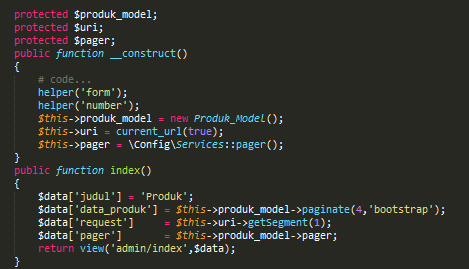 protected $produk_model;
protected $uri;
protected $pager;
public function __construct()
{
    # code...
    helper('form');
    helper('number');
    $this->produk_model = new Produk_Model();
    $this->uri = current_url(true);
    $this->pager = \Config\Services::pager();
}
public function index()
{
    $data['judul'] = 'Produk';
    $data['data_produk'] = $this->produk_model->paginate(4,'bootstrap');
    $data['request']     = $this->uri->getSegment(1);
    $data['pager']       = $this->produk_model->pager;
    return view('admin/index',$data);
}